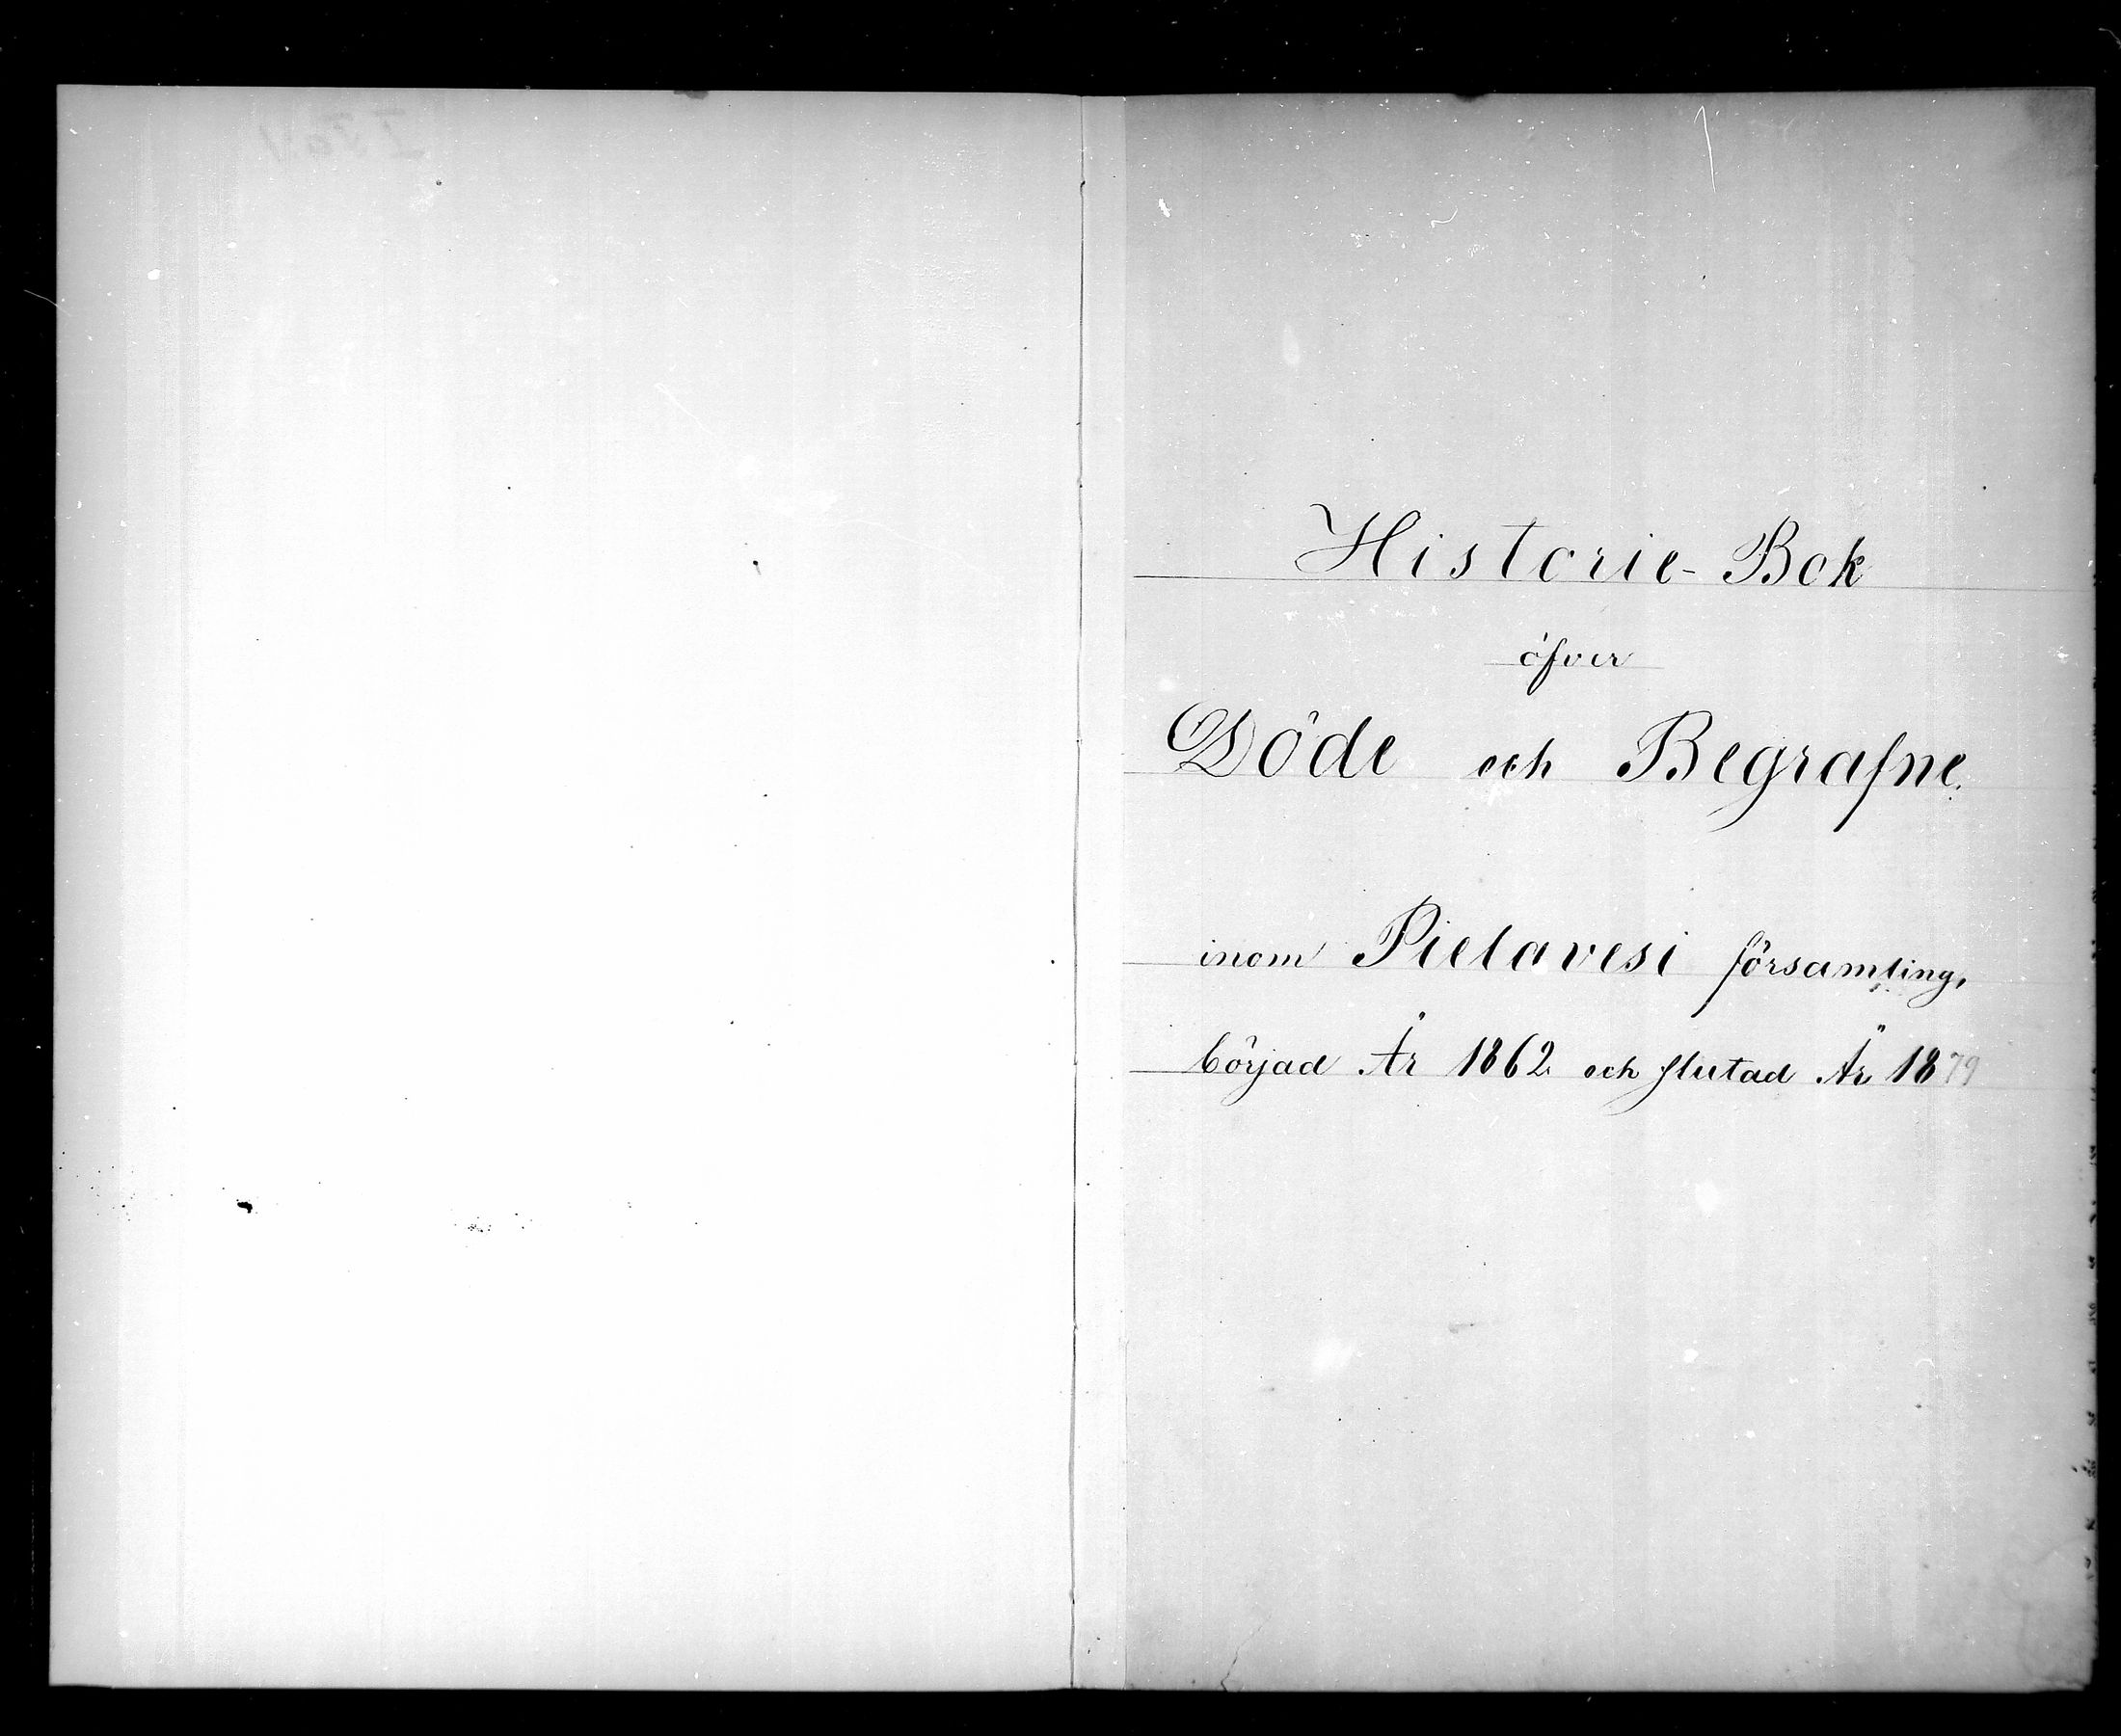 Historie-Bok
öfver
Döde och Begrafne.
inom Pielavesi församling,
börjad År 1862 och slutad År 1879